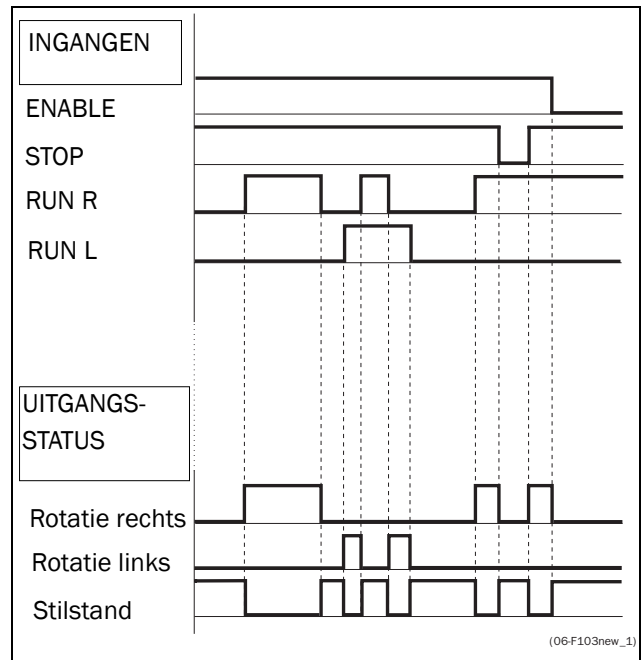 INGANGEN
ENABLE
STOP
RUN R
RUN L
UITGANGS-
STATUS
Rotatie rechts
Rotatie links
Stilstand
(06-F103new_1)